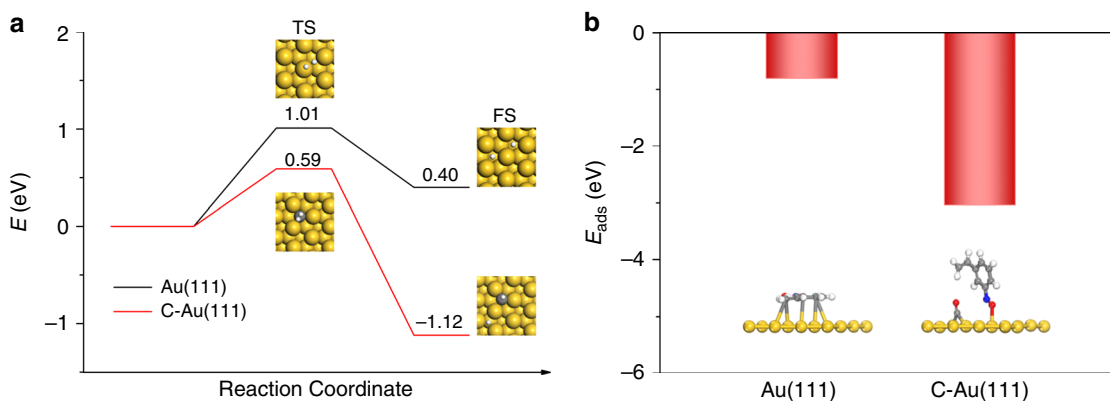 a
TS
1.01
FS
0.59
0.40
−1.12
2
1
0
−1
E (eV)
Au(111)
C-Au(111)
Reaction Coordinate
b
0
−2
−4
−6
E_ads (eV)
Au(111)
C-Au(111)